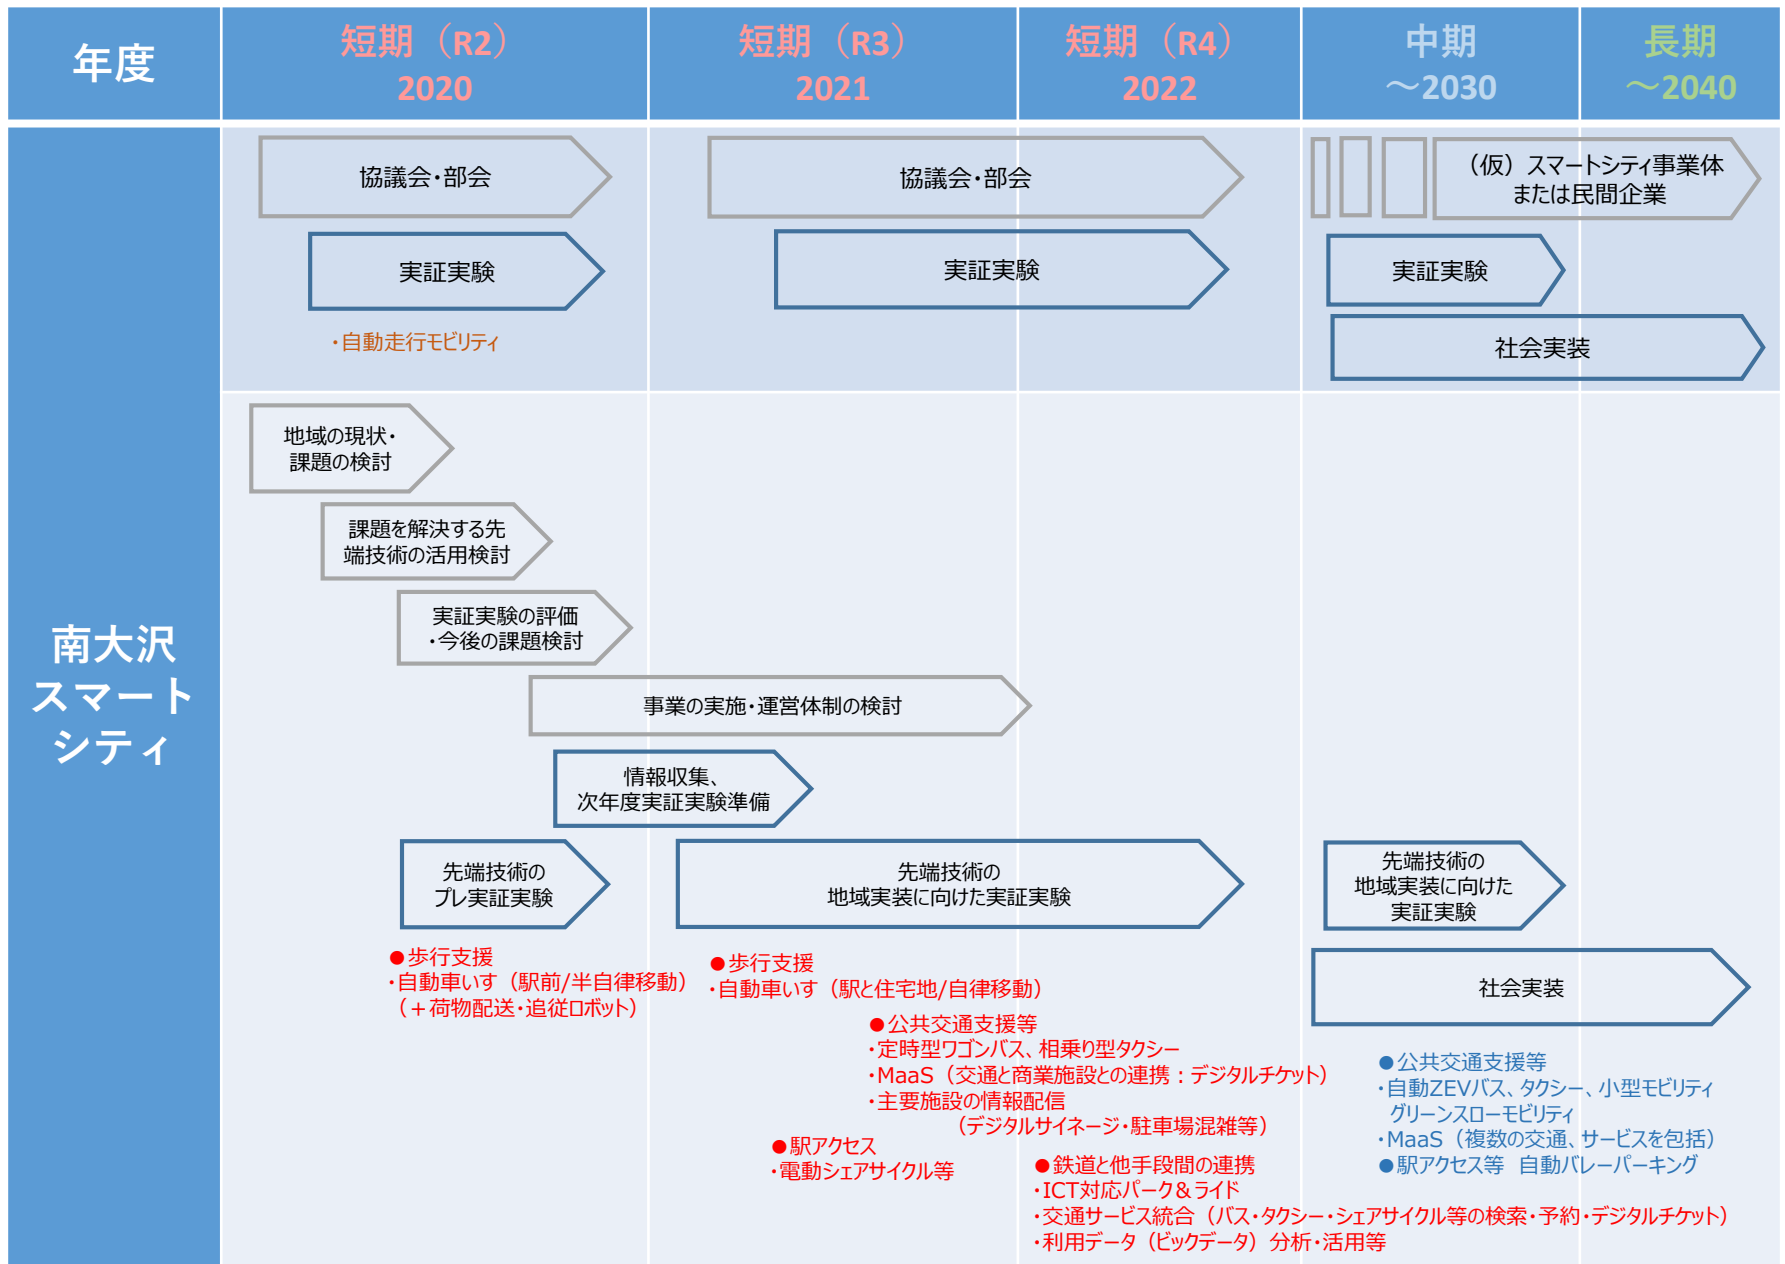 年度
短期（R2）
2020
短期（R3）
2021
短期（R4）
2022
中期
～2030
長期
～2040
南大沢
スマート
シティ
協議会・部会
協議会・部会
（仮）スマートシティ事業体
または民間企業
実証実験
実証実験
実証実験
・自動走行モビリティ
社会実装
地域の現状・
課題の検討
課題を解決する先
端技術の活用検討
実証実験の評価
・今後の課題検討
事業の実施・運営体制の検討
情報収集、
次年度実証実験準備
先端技術の
プレ実証実験
先端技術の
地域実装に向けた実証実験
先端技術の
地域実装に向けた
実証実験
●歩行支援
・自動車いす（駅前/半自律移動）
（＋荷物配送・追従ロボット）
●歩行支援
・自動車いす（駅と住宅地/自律移動）
●公共交通支援等
・定時型ワゴンバス、相乗り型タクシー
・MaaS（交通と商業施設との連携：デジタルチケット）
・主要施設の情報配信
（デジタルサイネージ・駐車場混雑等）
●駅アクセス
・電動シェアサイクル等
●鉄道と他手段間の連携
・ICT対応パーク＆ライド
・交通サービス統合（バス・タクシー・シェアサイクル等の検索・予約・デジタルチケット）
・利用データ（ビックデータ）分析・活用等
社会実装
●公共交通支援等
・自動ZEVバス、タクシー、小型モビリティ
グリーンスローモビリティ
・MaaS（複数の交通、サービスを包括）
●駅アクセス等　自動バレーパーキング